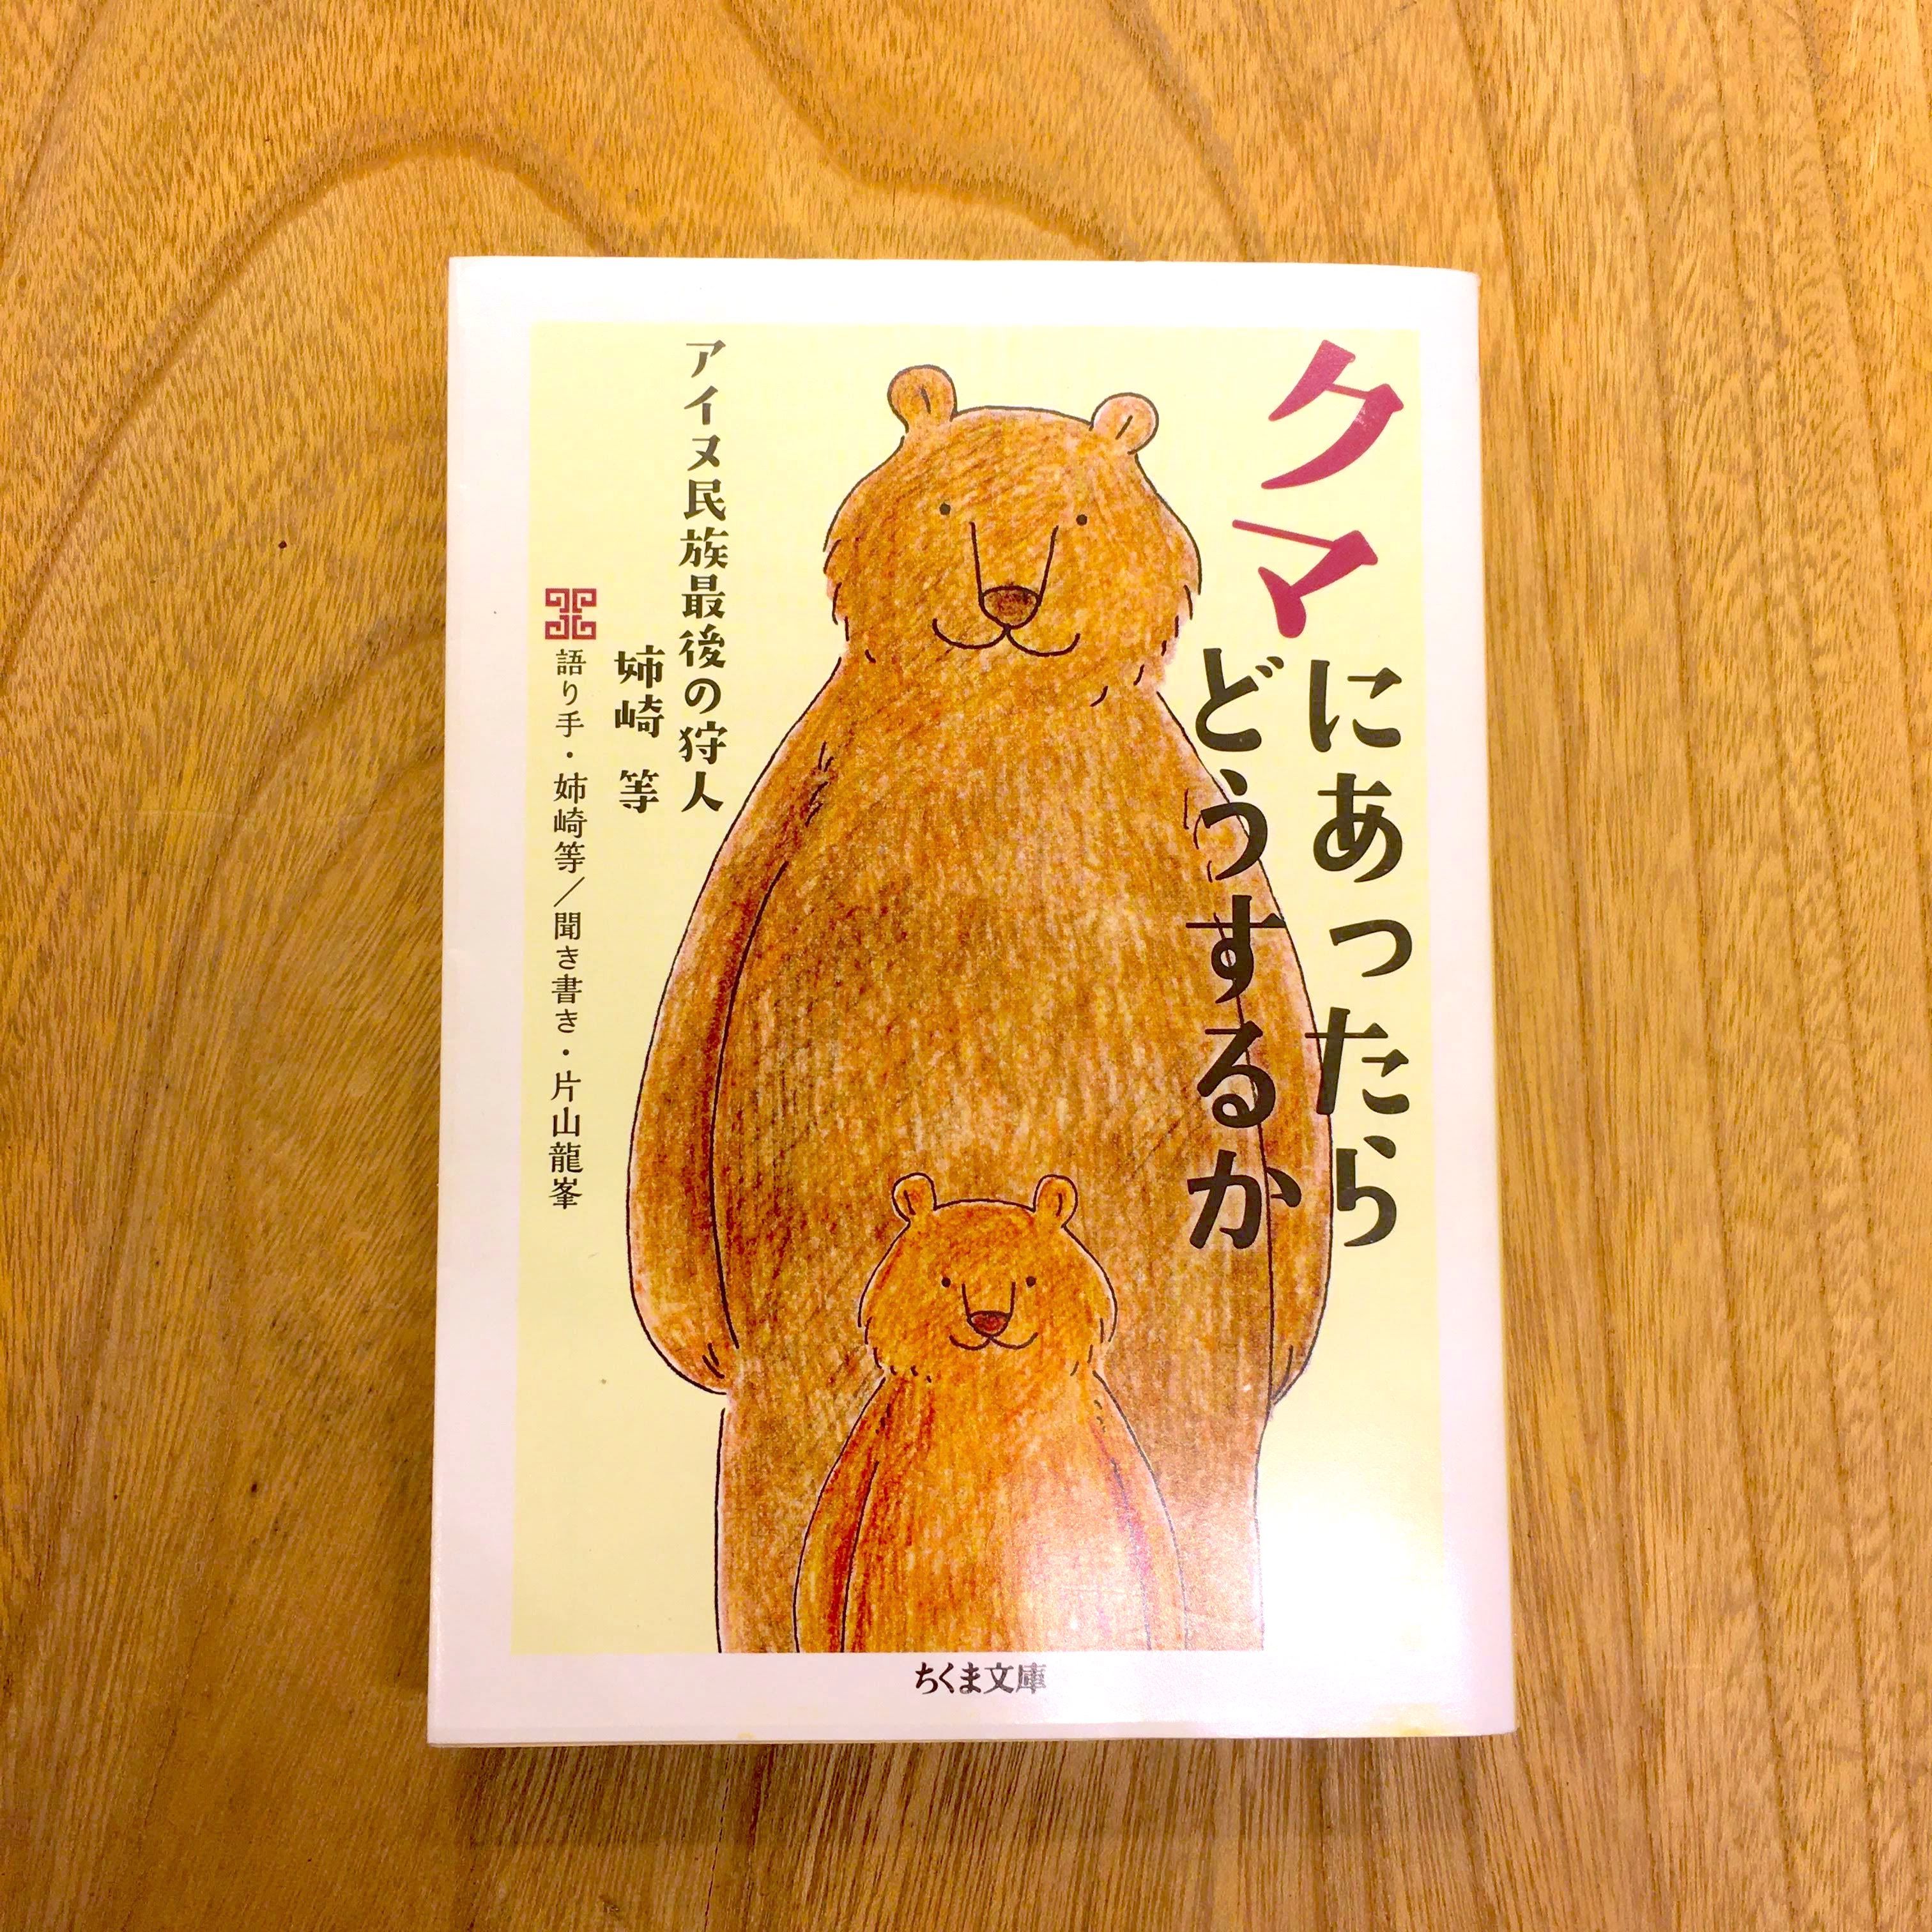 クマにあったら
どうするか
アイヌ民族最後の狩人
姉崎 等
語り手・姉崎等／聞き書き・片山龍峯
ちくま文庫